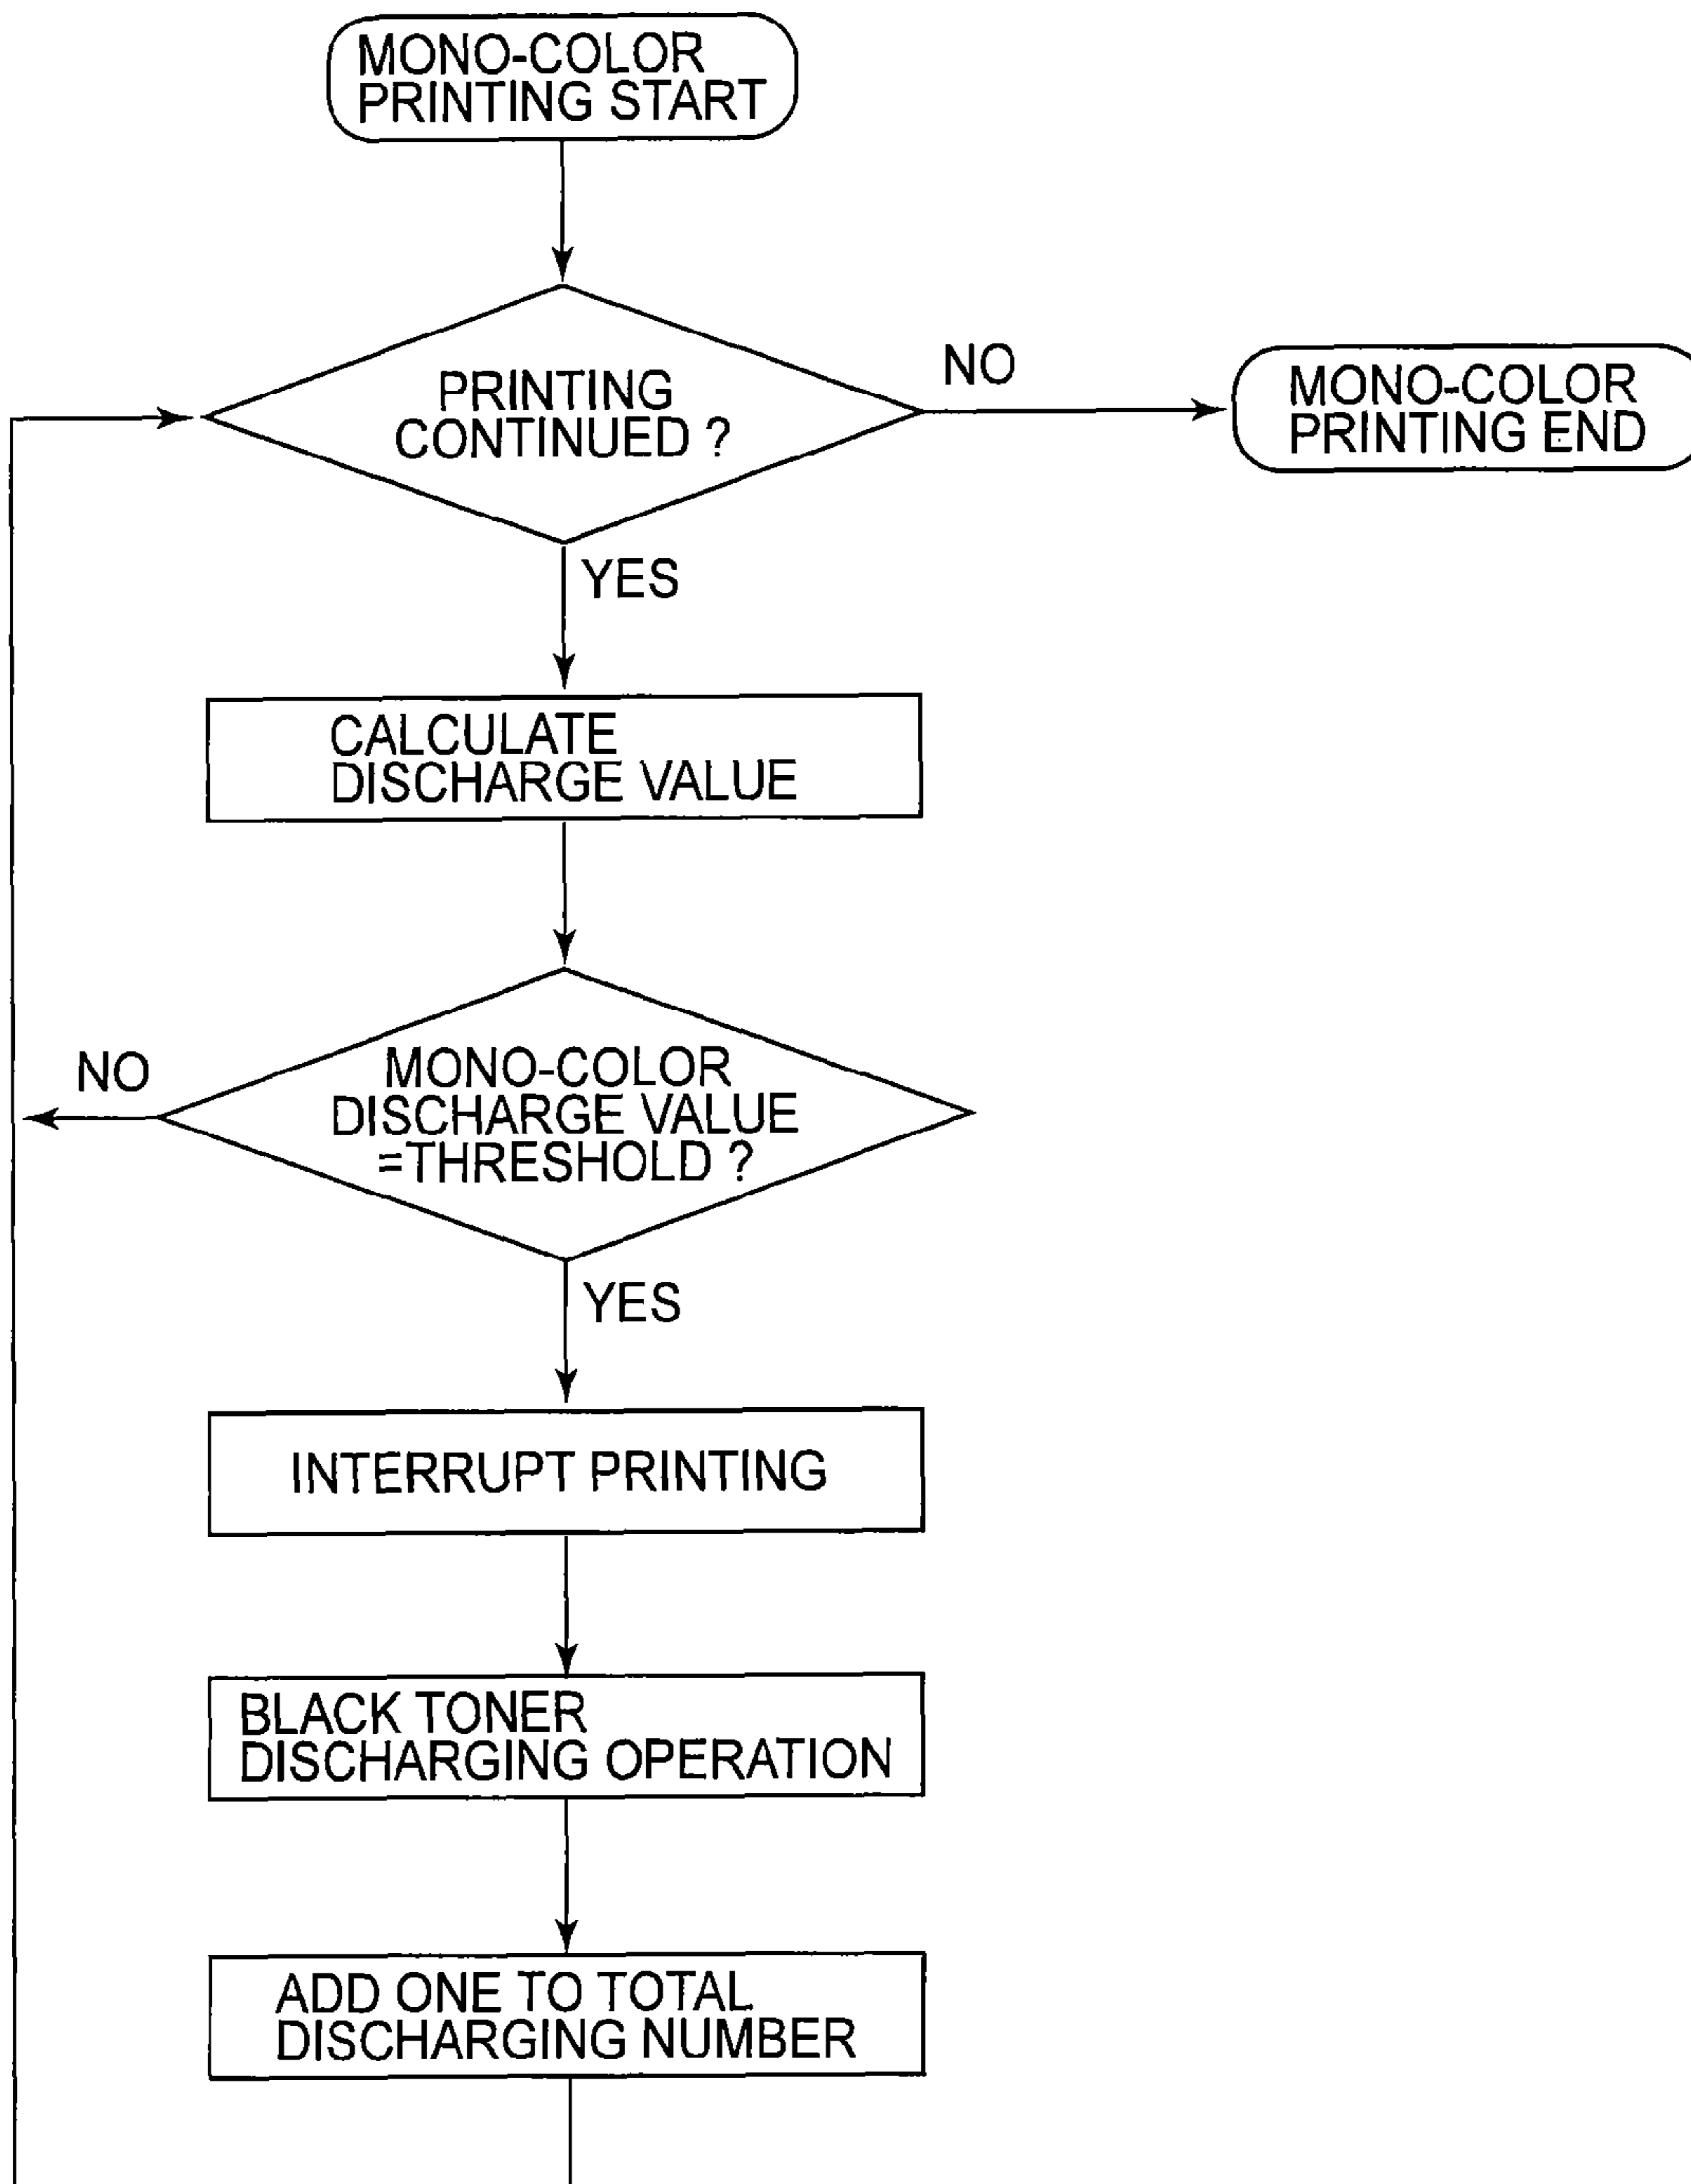 MONO-COLOR
PRINTING START
PRINTING
CONTINUED ?
NO
MONO-COLOR
PRINTING END
YES
CALCULATE
DISCHARGE VALUE
NO
MONO-COLOR
DISCHARGE VALUE
=THRESHOLD ?
YES
INTERRUPT PRINTING
BLACK TONER
DISCHARGING OPERATION
ADD ONE TO TOTAL
DISCHARGING NUMBER